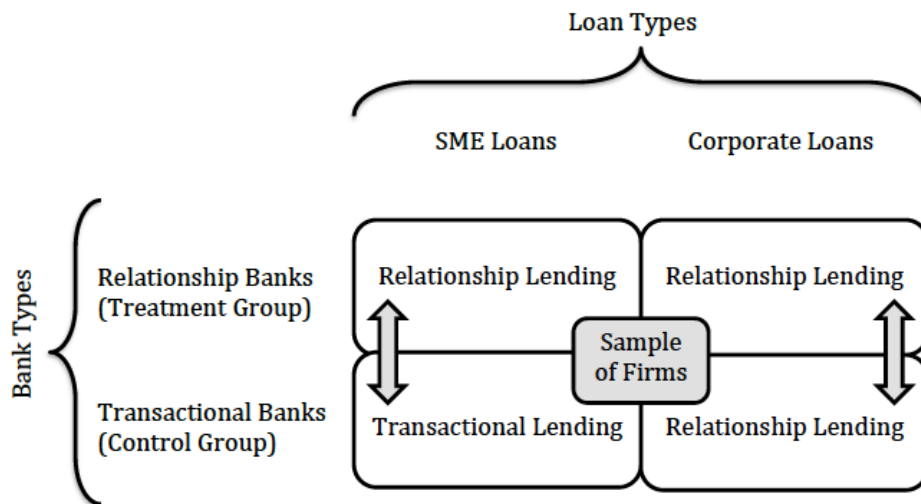 Loan Types
SME Loans
Corporate Loans
Bank Types
Relationship Banks
(Treatment Group)
Relationship Lending
Relationship Lending
Sample
of Firms
Transactional Banks
(Control Group)
Transactional Lending
Relationship Lending